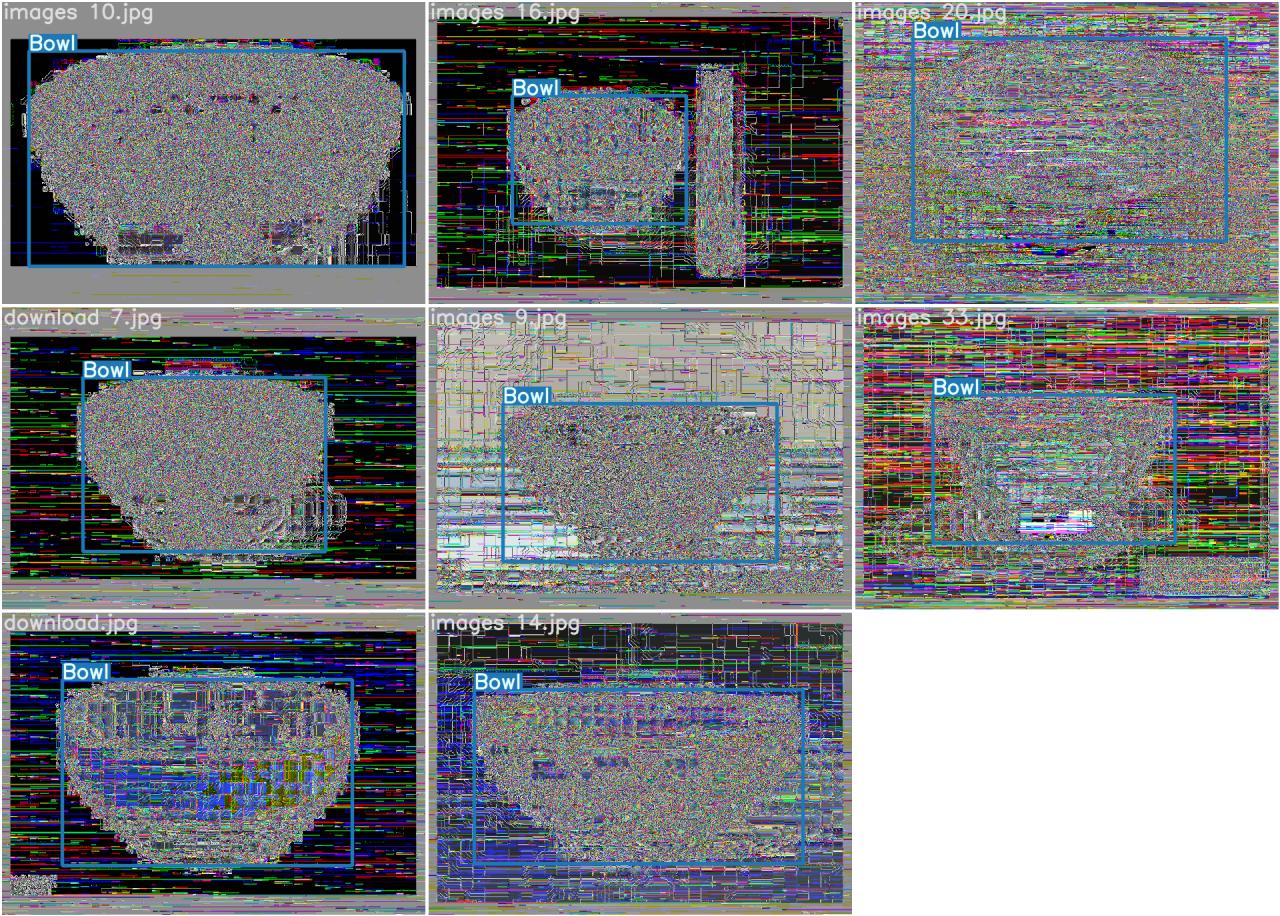 images 10.jpg
Bowl
images 16.jpg
Bowl
images 20.jpg
Bowl
download 7.jpg
Bowl
images 9.jpg
Bowl
images 33.jpg
Bowl
download.jpg
Bowl
images 14.jpg
Bowl